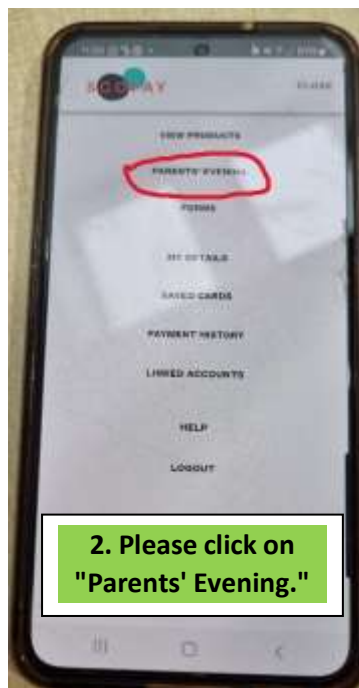 SCOPAY
CLOSE
VIEW PRODUCTS
PARENTS' EVENING
FORMS
MY DETAILS
SAVED CARDS
PAYMENT HISTORY
LINKED ACCOUNTS
HELP
LOGOUT
2. Please click on
"Parents' Evening."